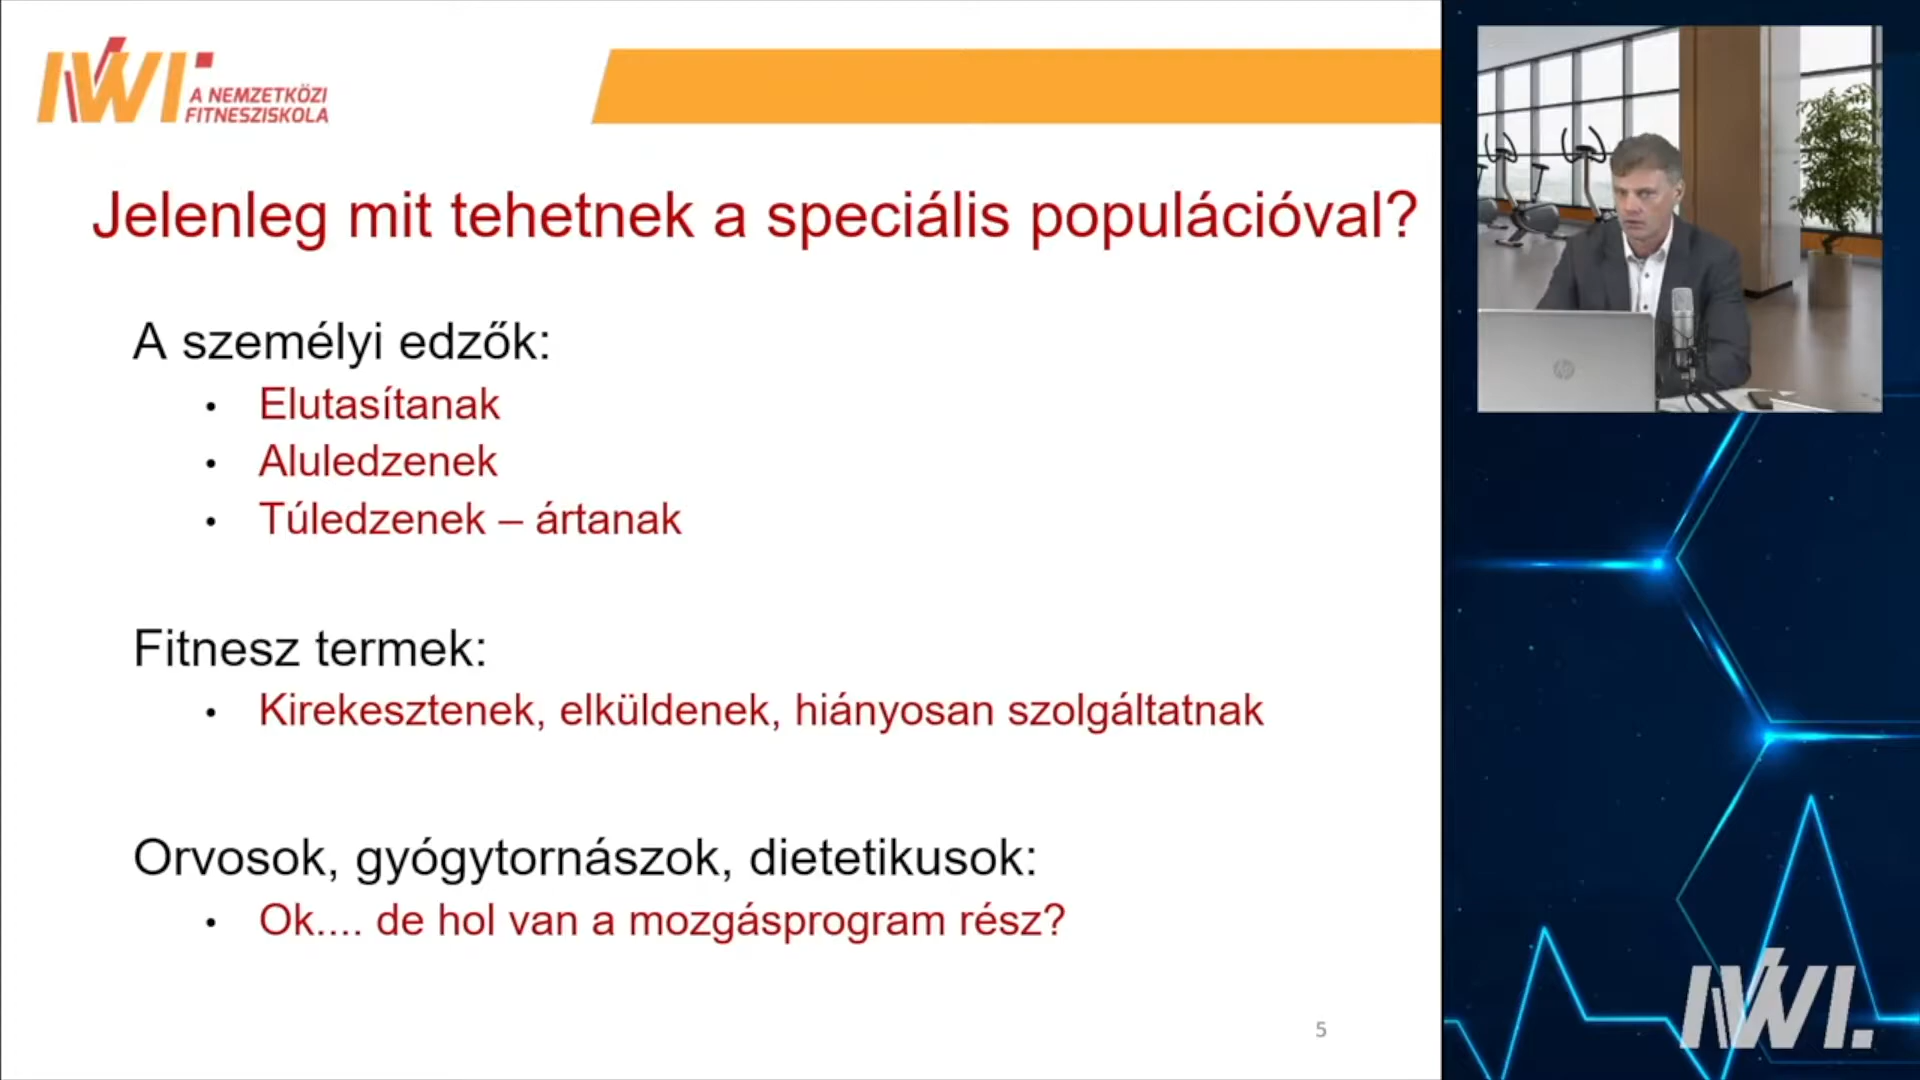 IWI.
A NEMZETKÖZI
FITNESZISKOLA
Jelenleg mit tehetnek a speciális populációval?
A személyi edzők:
• Elutasítanak
• Aluledzenek
• Túledzenek – ártanak
Fitnesz termek:
• Kirekesztenek, elküldenek, hiányosan szolgáltatnak
Orvosok, gyógytornászok, dietetikusok:
• Ok.... de hol van a mozgásprogram rész?
5
hp
IWI.